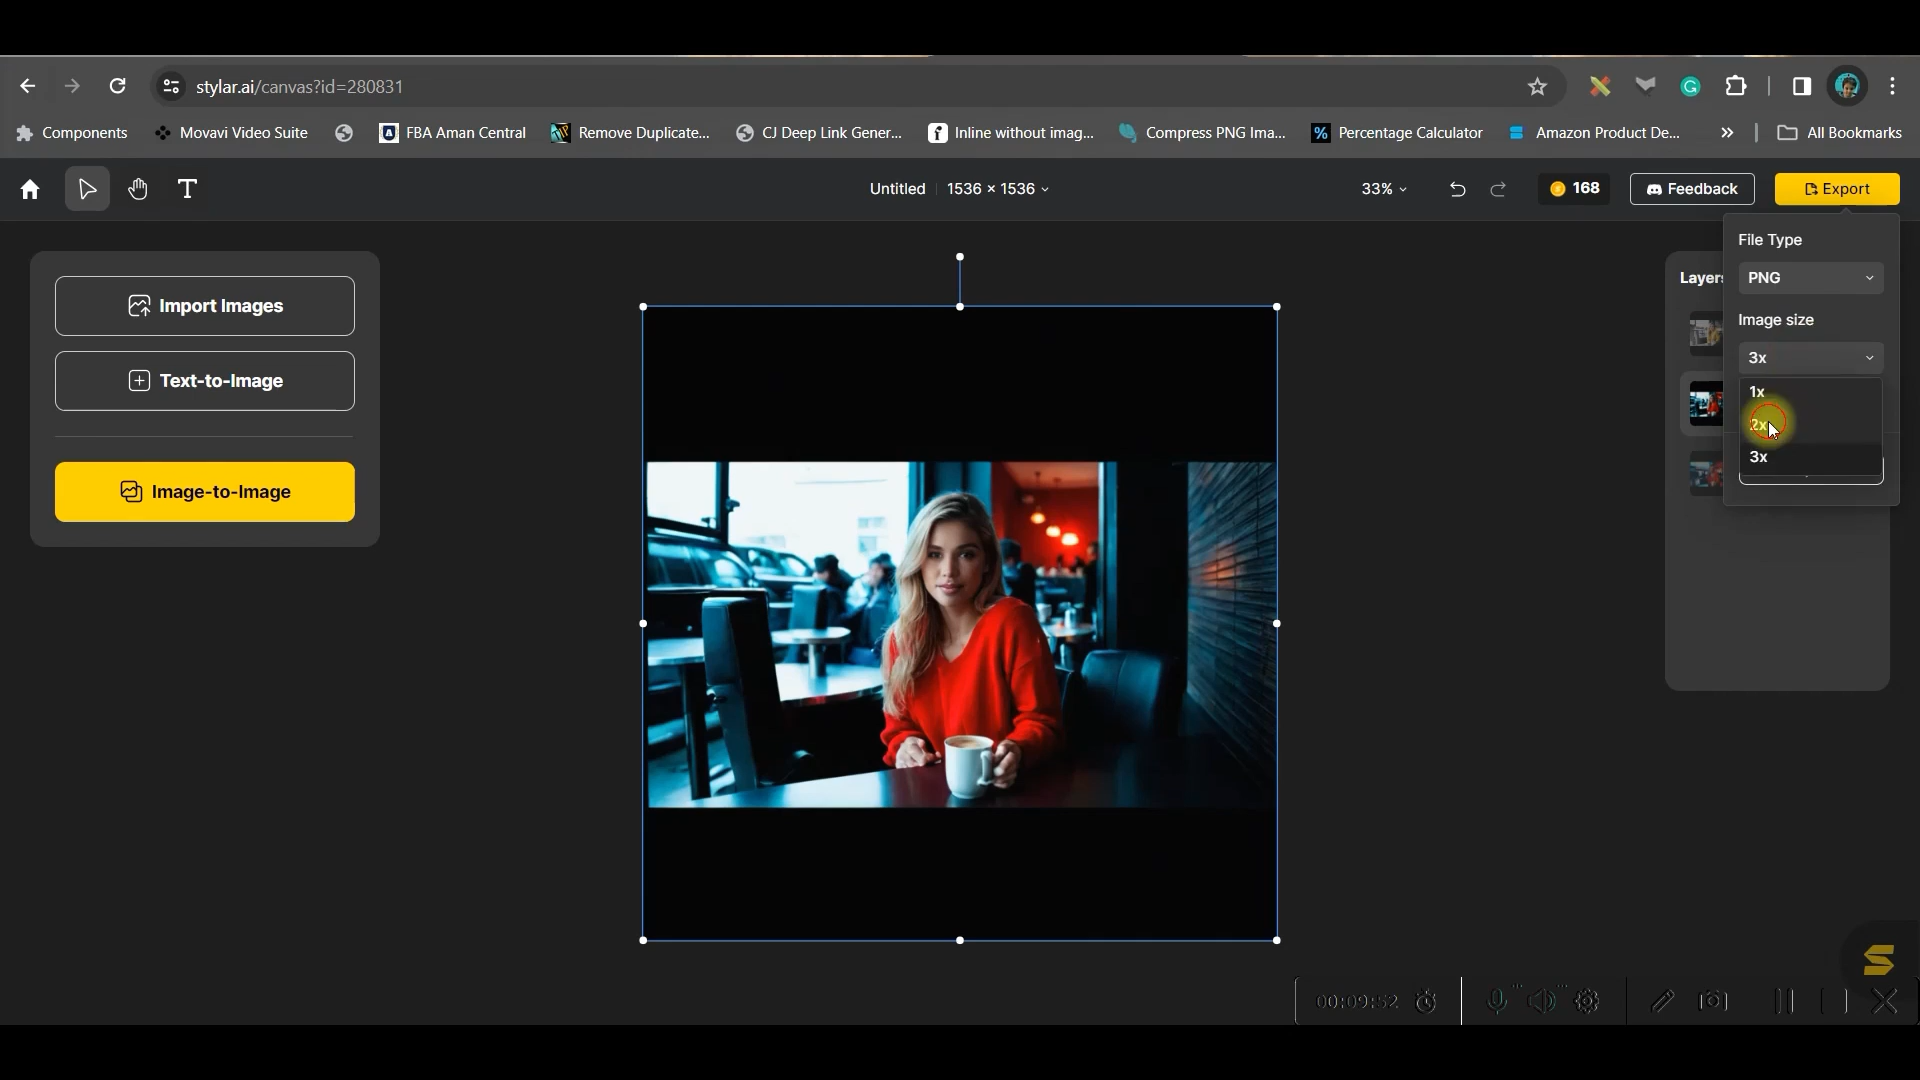 stylar.ai/canvas?id=280831
Components
Movavi Video Suite
FBA Aman Central
Remove Duplicate...
CJ Deep Link Gener...
Inline without imag...
Compress PNG Ima...
Percentage Calculator
Amazon Product De...
All Bookmarks
Untitled
1536 × 1536
33%
168
Feedback
Export
File Type
PNG
Image size
3x
1x
2x
3x
Layers
Import Images
Text-to-Image
Image-to-Image
00:09:52